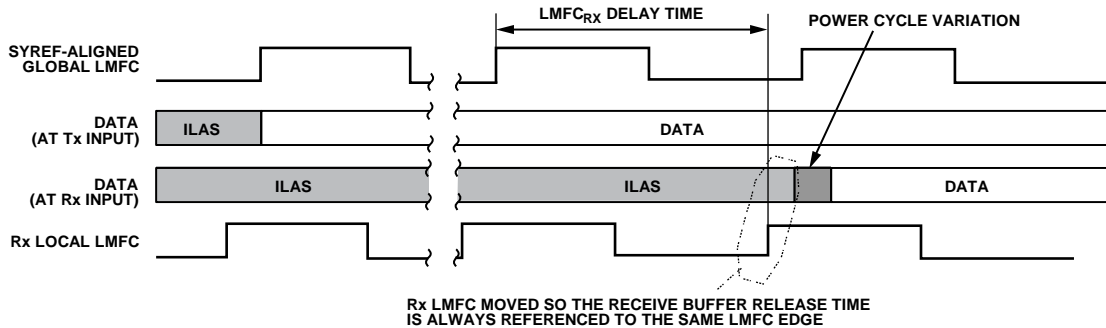 LMFCRX DELAY TIME
POWER CYCLE VARIATION
SYREF-ALIGNED
GLOBAL LMFC
DATA
(AT Tx INPUT)
ILAS
DATA
DATA
(AT Rx INPUT)
ILAS
ILAS
DATA
Rx LOCAL LMFC
Rx LMFC MOVED SO THE RECEIVE BUFFER RELEASE TIME
IS ALWAYS REFERENCED TO THE SAME LMFC EDGE